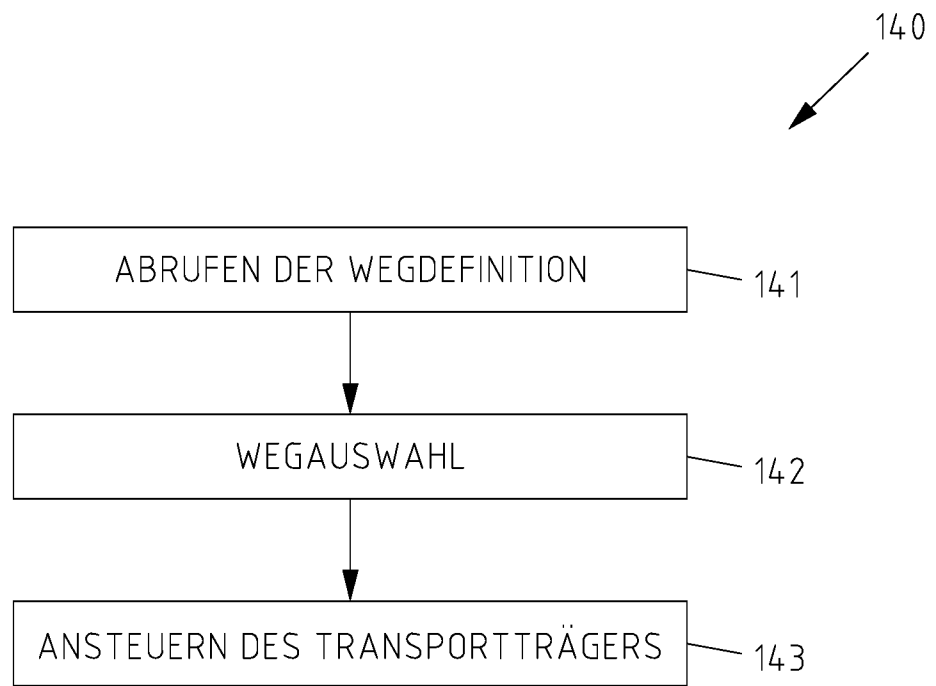 140
ABRUFEN DER WEGDEFINITION
141
WEGAUSWAHL
142
ANSTEUERN DES TRANSPORTTRÄGERS
143